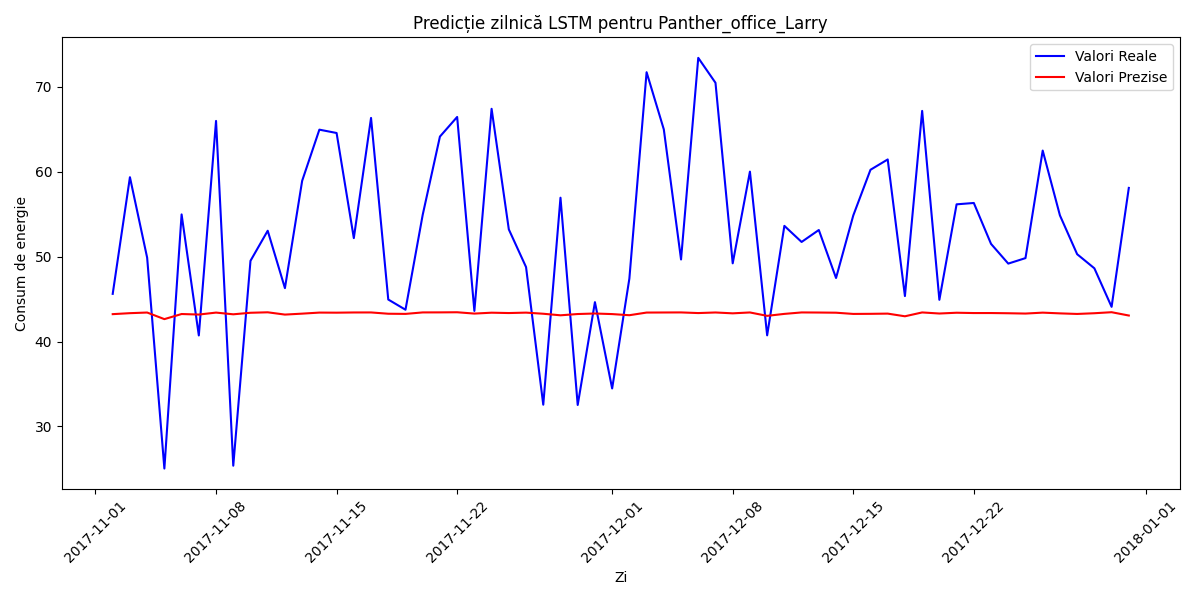 Predicție zilnică LSTM pentru Panther_office_Larry
Valori Reale
Valori Prezise
Consum de energie
70
60
50
40
30
2017-11-01
2017-11-08
2017-11-15
2017-11-22
2017-12-01
2017-12-08
2017-12-15
2017-12-22
2018-01-01
Zi